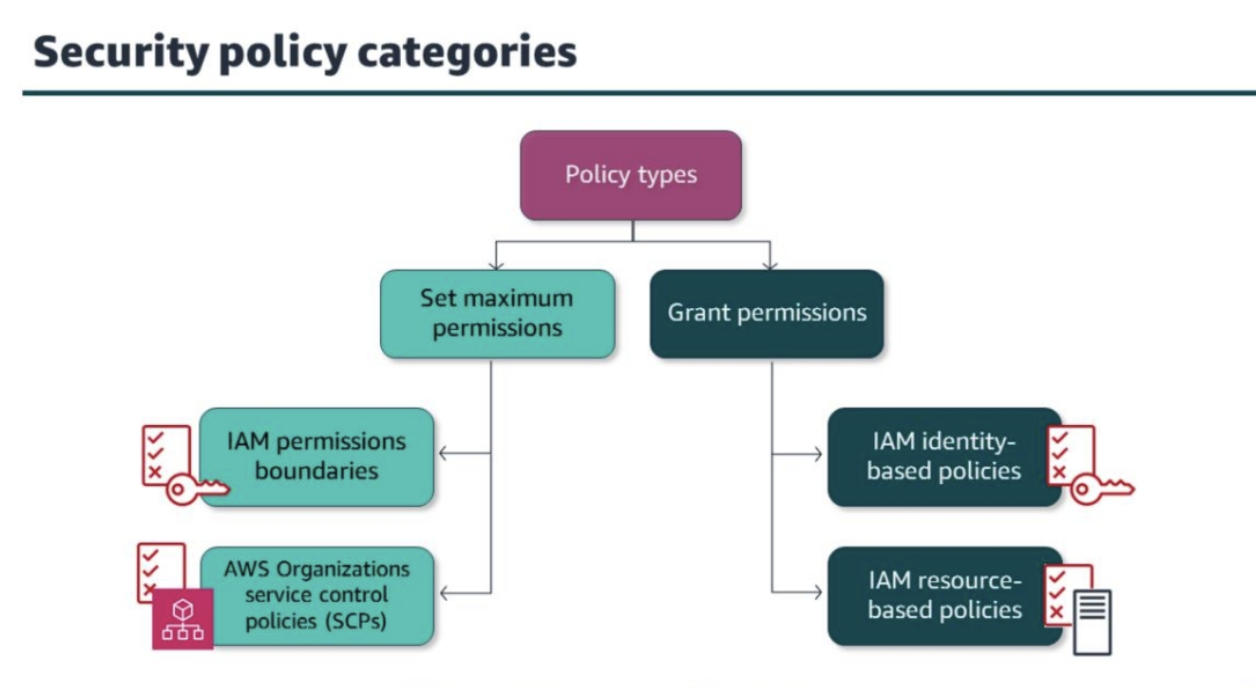 Security policy categories
Policy types
Set maximum
permissions
Grant permissions
IAM permissions
boundaries
IAM identity-
based policies
AWS Organizations
service control
policies (SCPs)
IAM resource-
based policies